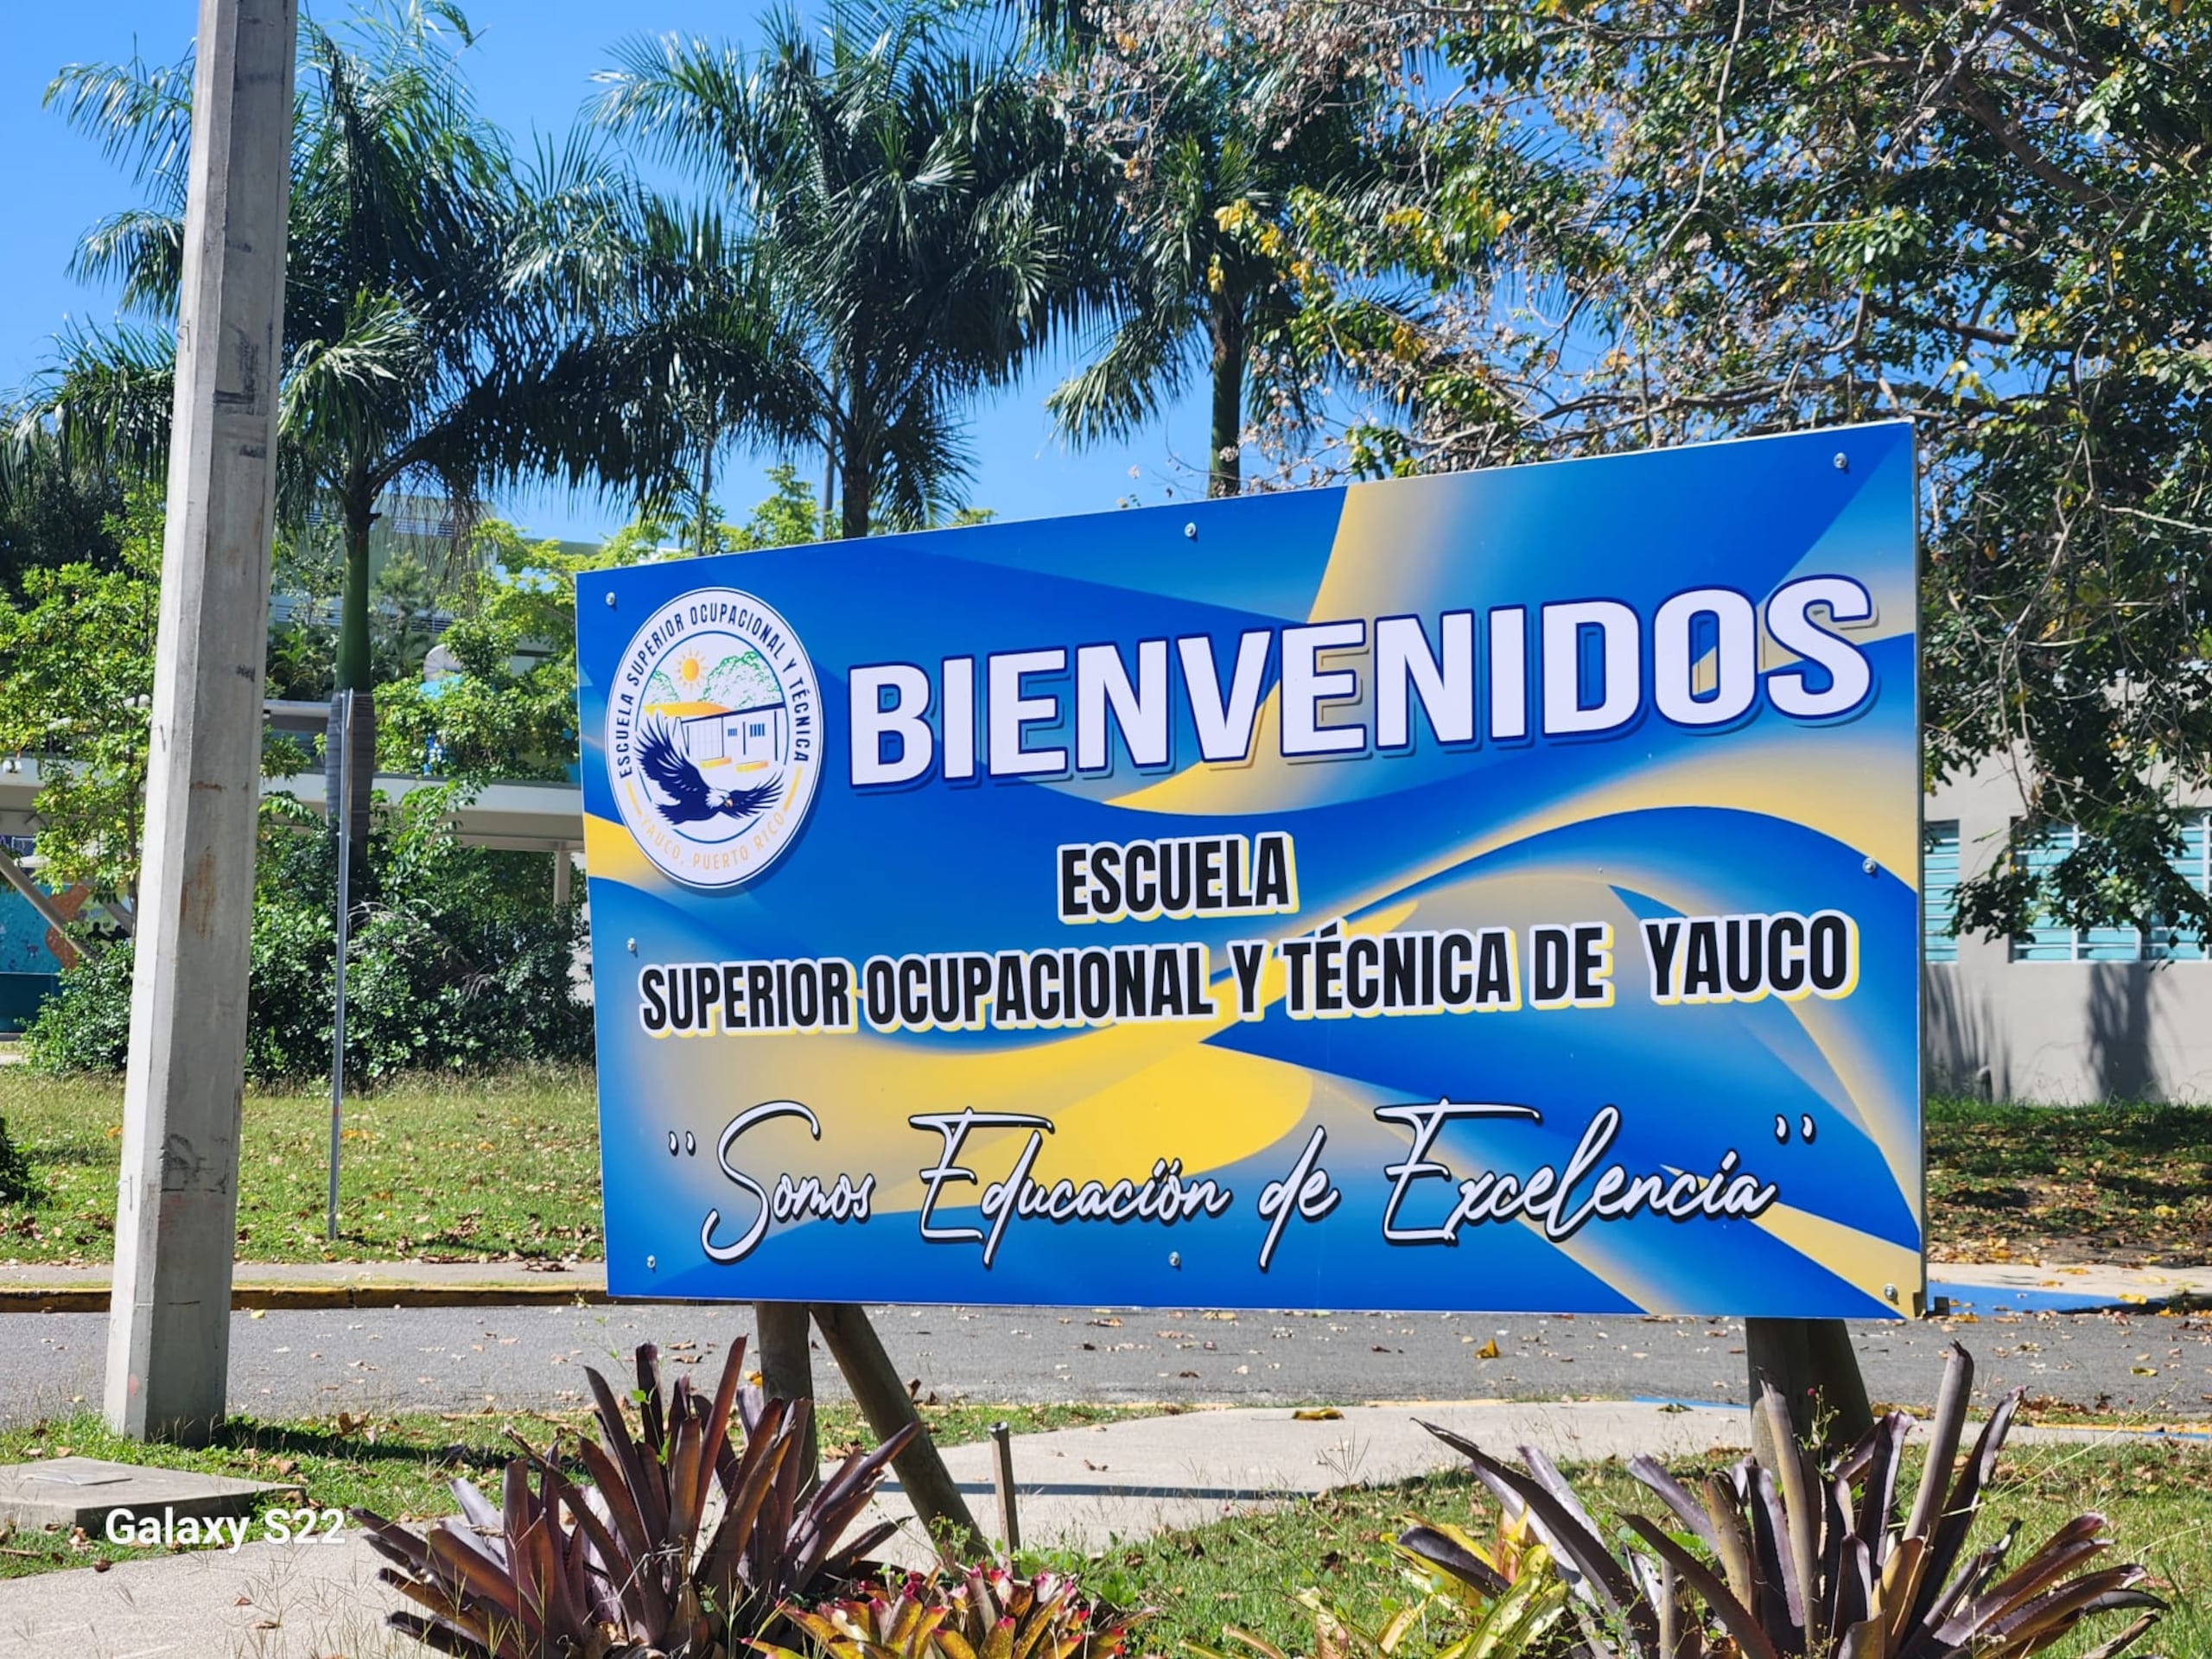 ESCUELA SUPERIOR OCUPACIONAL Y TÉCNICA
YAUCO, PUERTO RICO
BIENVENIDOS
ESCUELA
SUPERIOR OCUPACIONAL Y TÉCNICA DE YAUCO
"Somos Educación de Excelencia"
Galaxy S22